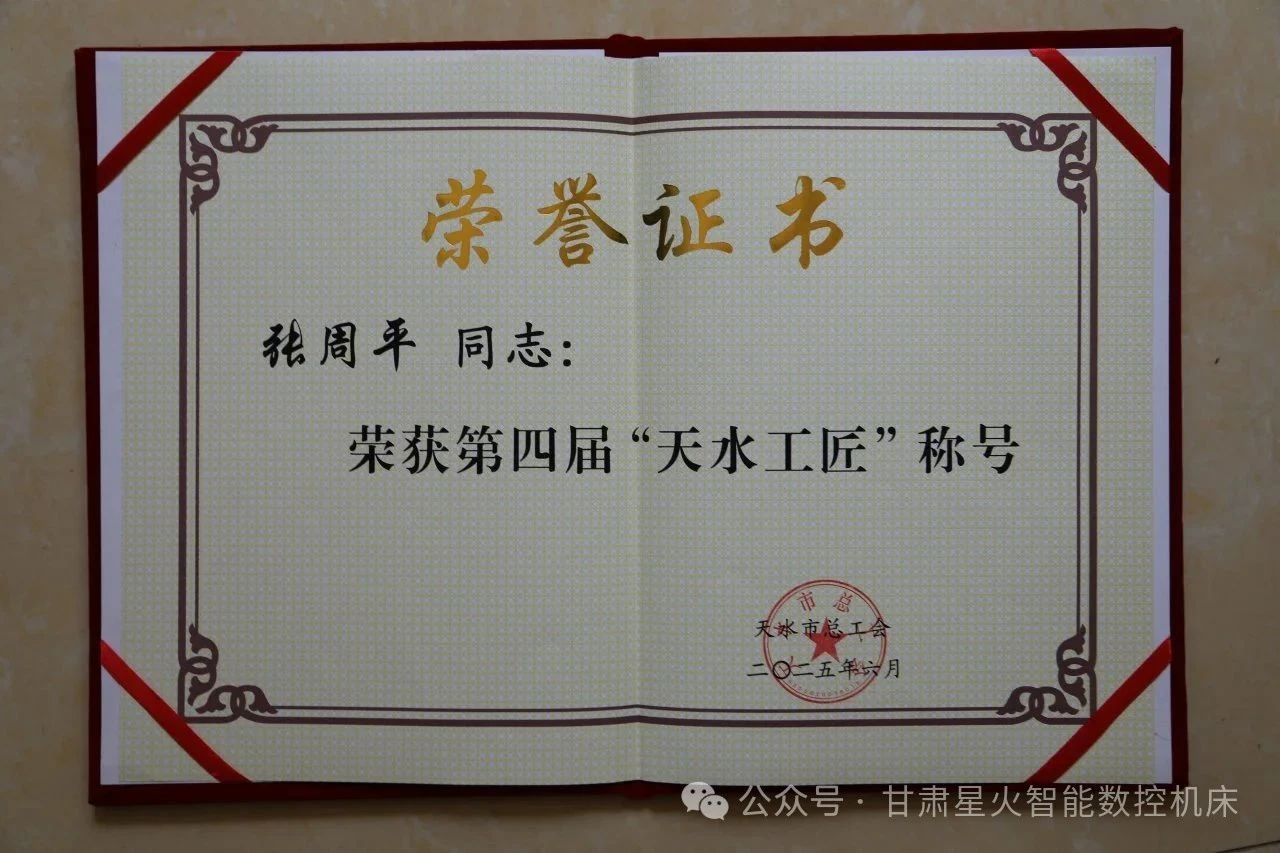 荣誉证书
张周平 同志：
荣获第四届“天水工匠”称号
市总
天水市总工会
二〇二五年六月
公众号·甘肃星火智能数控机床